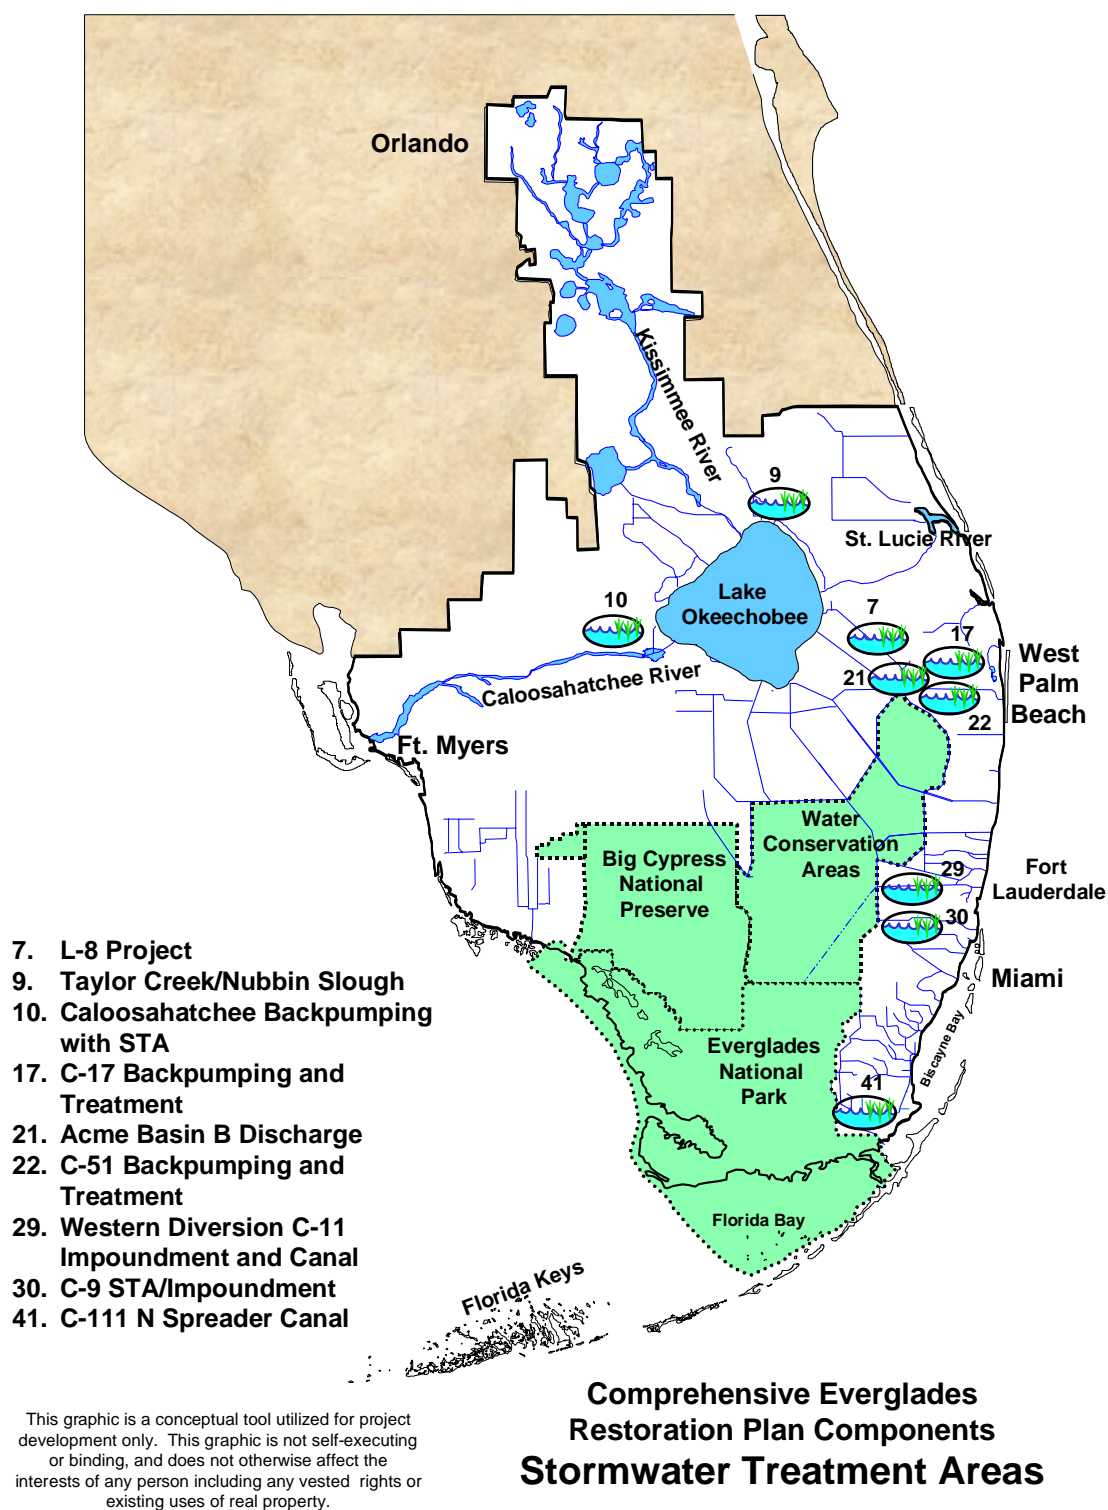 Orlando
Kissimmee River
9
St. Lucie River
Lake
Okeechobee
10
7
17
West
Palm
Beach
21
22
Caloosahatchee River
Ft. Myers
Water
Conservation
Areas
Big Cypress
National
Preserve
29
Fort
Lauderdale
30
Miami
Biscayne Bay
Everglades
National
Park
41
Florida Bay
Florida Keys
7. L-8 Project
9. Taylor Creek/Nubbin Slough
10. Caloosahatchee Backpumping
with STA
17. C-17 Backpumping and
Treatment
21. Acme Basin B Discharge
22. C-51 Backpumping and
Treatment
29. Western Diversion C-11
Impoundment and Canal
30. C-9 STA/Impoundment
41. C-111 N Spreader Canal
This graphic is a conceptual tool utilized for project
development only. This graphic is not self-executing
or binding, and does not otherwise affect the
interests of any person including any vested rights or
existing uses of real property.
Comprehensive Everglades
Restoration Plan Components
Stormwater Treatment Areas